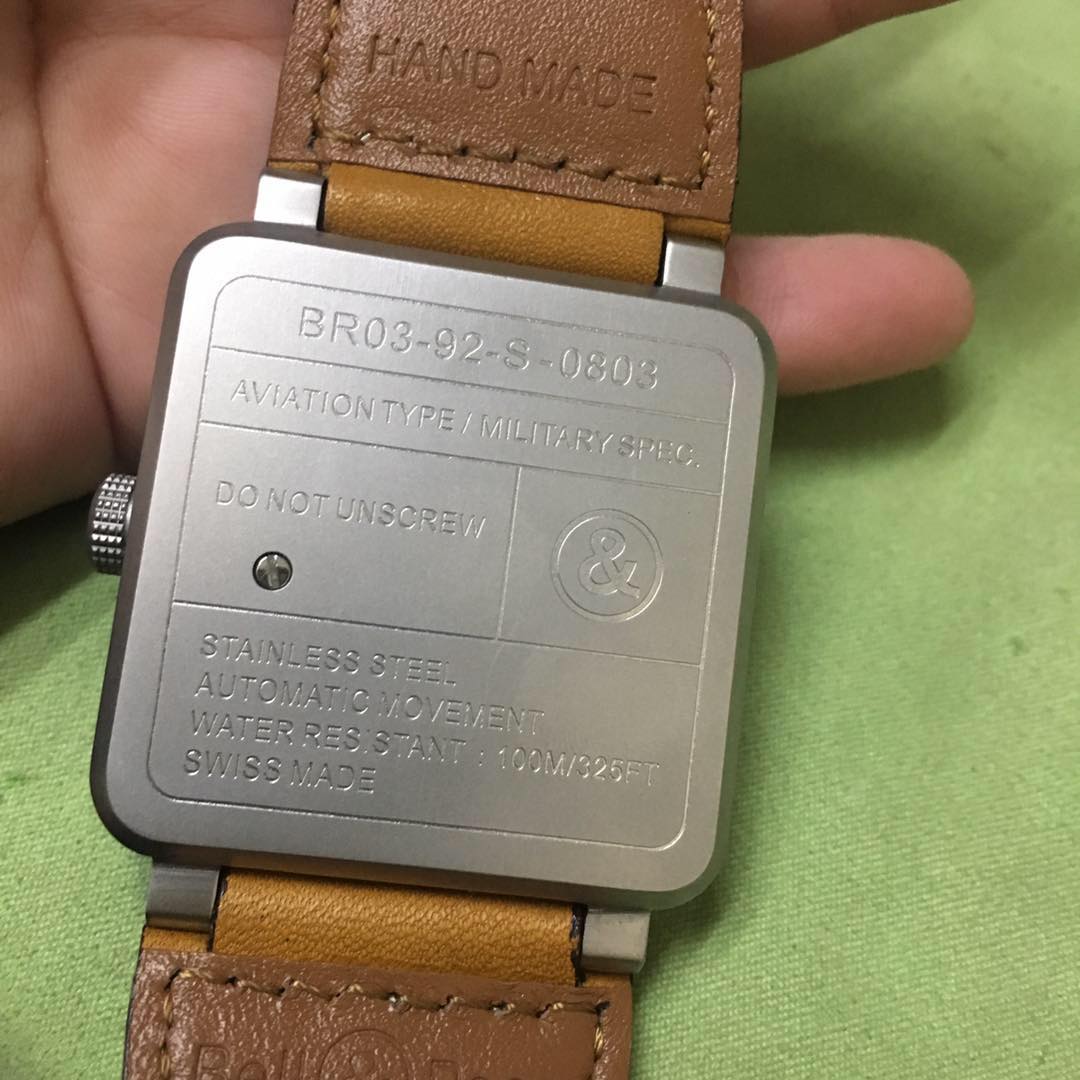 HAND MADE
BR03-92-S-0803
AVIATION TYPE / MILITARY SPEC.
DO NOT UNSCREW
&
STAINLESS STEEL
AUTOMATIC MOVEMENT
WATER RESISTANT : 100M/325FT
SWISS MADE
Bell &